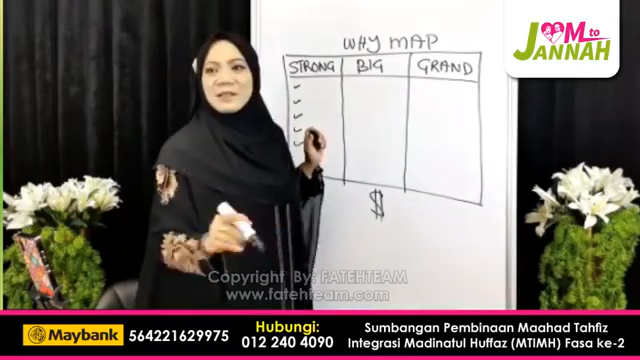 WHY MAP
STRONG BIG GRAND
$
JOM to
JANNAH
Copyright By: FATEHTEAM
www.fatehteam.com
Maybank 564221629975
Hubungi:
012 240 4090
Sumbangan Pembinaan Maahad Tahfiz
Integrasi Madinatul Huffaz (MTIMH) Fasa ke-2